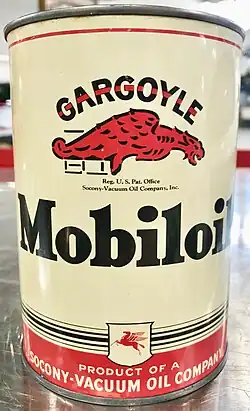 GARGOYLE
Reg. U. S. Pat. Office
Socony-Vacuum Oil Company, Inc.
Mobiloil
PRODUCT OF A
SOCONY-VACUUM OIL COMPANY